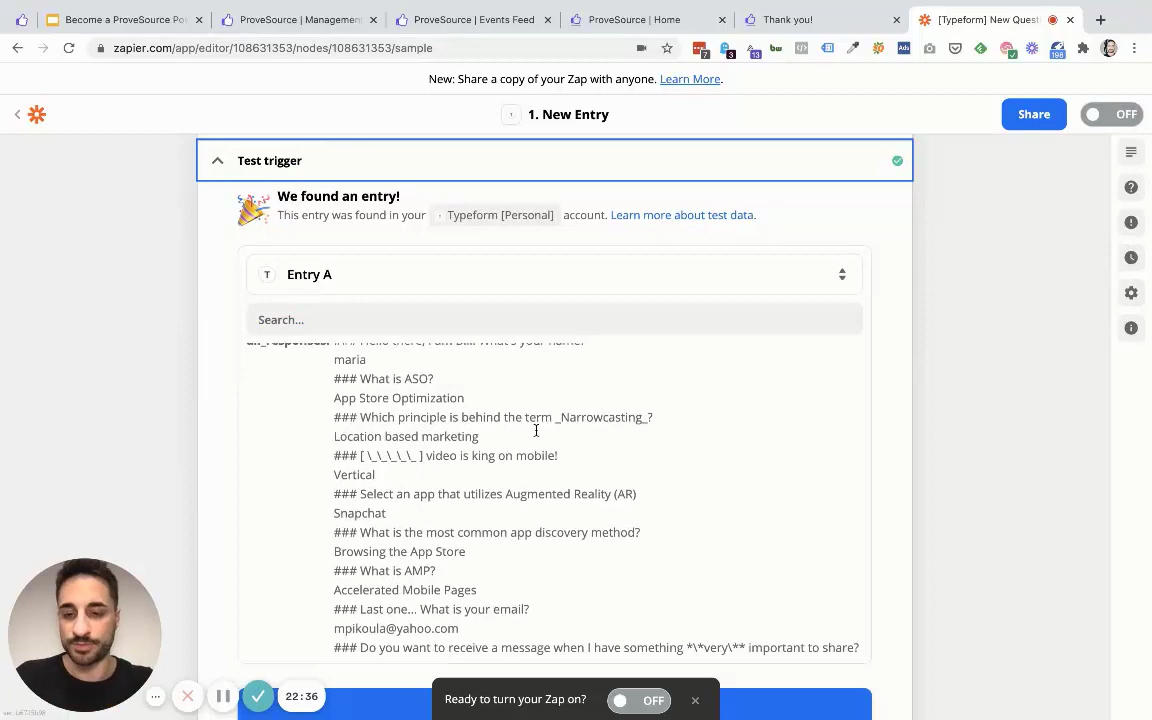 Become a ProveSource Po
ProveSource | Managemen
ProveSource | Events Feed
ProveSource | Home
Thank you!
[Typeform] New Questi
zapier.com/app/editor/108631353/nodes/108631353/sample
7
3
13
bw
Ads
198
New: Share a copy of your Zap with anyone. Learn More.
1. New Entry
Share
OFF
Test trigger
We found an entry!
This entry was found in your Typeform [Personal] account. Learn more about test data.
T Entry A
Search...
maria
### What is ASO?
App Store Optimization
### Which principle is behind the term _Narrowcasting_?
Location based marketing
### [ \_\_\_\_\_ ] video is king on mobile!
Vertical
### Select an app that utilizes Augmented Reality (AR)
Snapchat
### What is the most common app discovery method?
Browsing the App Store
### What is AMP?
Accelerated Mobile Pages
### Last one... What is your email?
mpikoula@yahoo.com
### Do you want to receive a message when I have something *\*very\** important to share?
22:36
Ready to turn your Zap on?
OFF